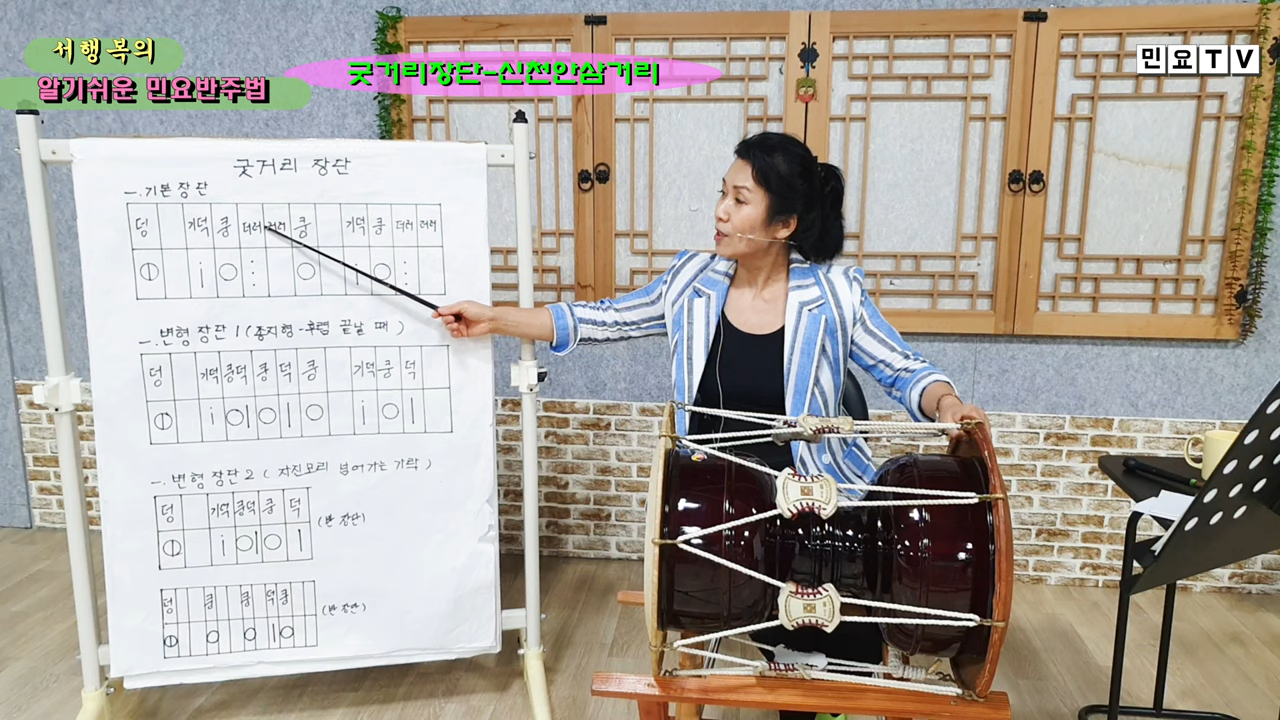 서행복의
알기쉬운 민요반주법
굿거리장단-신천안삼거리
민요TV
굿거리 장단
一.기본장단
덩 기덕 쿵 더러 러러 쿵 기덕 쿵 더러 러러
一.변형 장단 1 (종지형-후렴 끝날 때)
덩 기덕 쿵덕 쿵 덕 쿵 기덕 쿵 덕
一.변형 장단 2 (자진모리 넘어가는 가락)
덩 기덕 쿵덕 쿵 덕
(반 장단)
덩 쿵 쿵 덕 쿵
(반 장단)